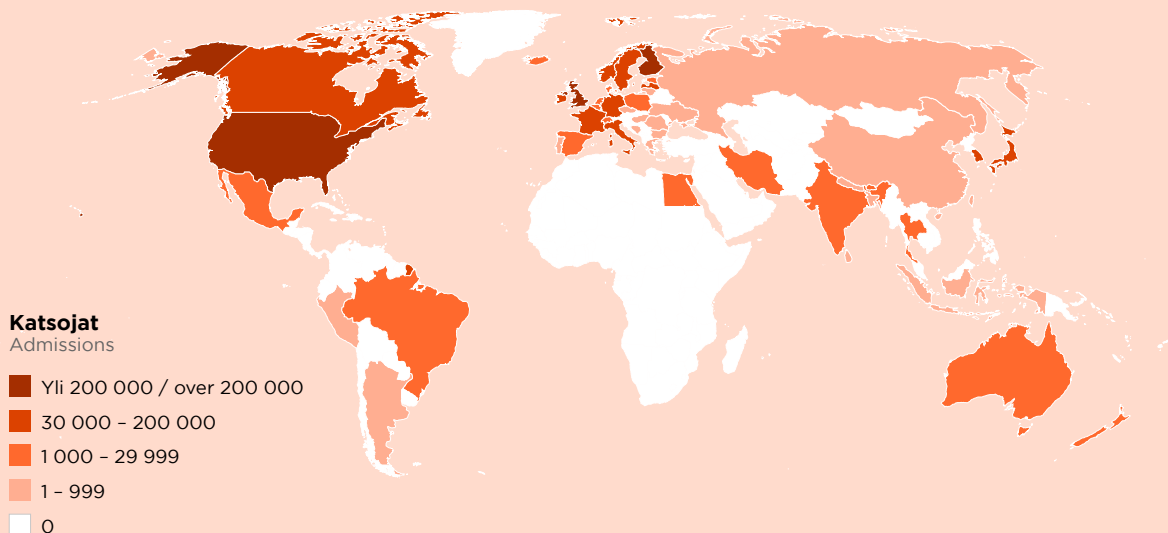 Katsojat
Admissions
Yli 200 000 / over 200 000
30 000 – 200 000
1 000 – 29 999
1 – 999
0